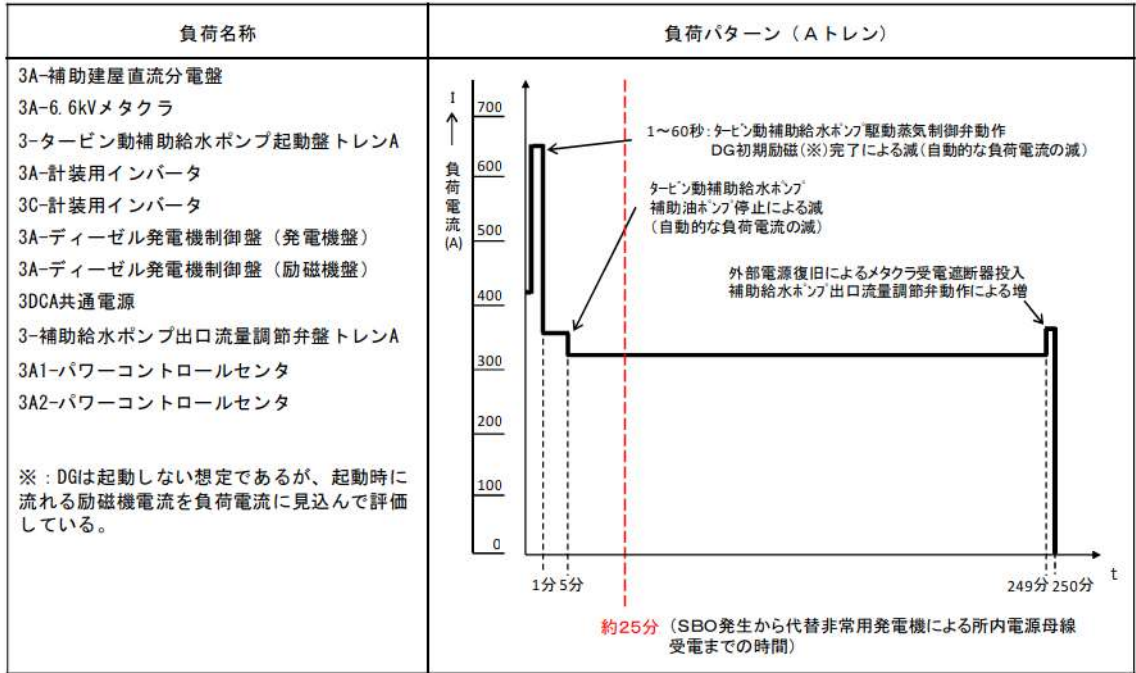 負荷名称
負荷パターン（Aトレン）
3A-補助建屋直流分電盤
3A-6.6kVメタクラ
3-タービン動補助給水ポンプ起動盤トレンA
3A-計装用インバータ
3C-計装用インバータ
3A-ディーゼル発電機制御盤（発電機盤）
3A-ディーゼル発電機制御盤（励磁機盤）
3DCA共通電源
3-補助給水ポンプ出口流量調節弁盤トレンA
3A1-パワーコントロールセンタ
3A2-パワーコントロールセンタ
※：DGは起動しない想定であるが、起動時に
流れる励磁機電流を負荷電流に見込んで評価
している。
I
↑
負荷電流
(A)
700
600
500
400
300
200
100
0
1～60秒：ﾀｰﾋﾞﾝ動補助給水ﾎﾟﾝﾌﾟ駆動蒸気制御弁動作
DG初期励磁(※)完了による減(自動的な負荷電流の減)
ﾀｰﾋﾞﾝ動補助給水ﾎﾟﾝﾌﾟ
補助油ﾎﾟﾝﾌﾟ停止による減
(自動的な負荷電流の減)
外部電源復旧によるメタクラ受電遮断器投入
補助給水ﾎﾟﾝﾌﾟ出口流量調節弁動作による増
1分 5分
249分 250分
t
約25分 (SBO発生から代替非常用発電機による所内電源母線
受電までの時間)